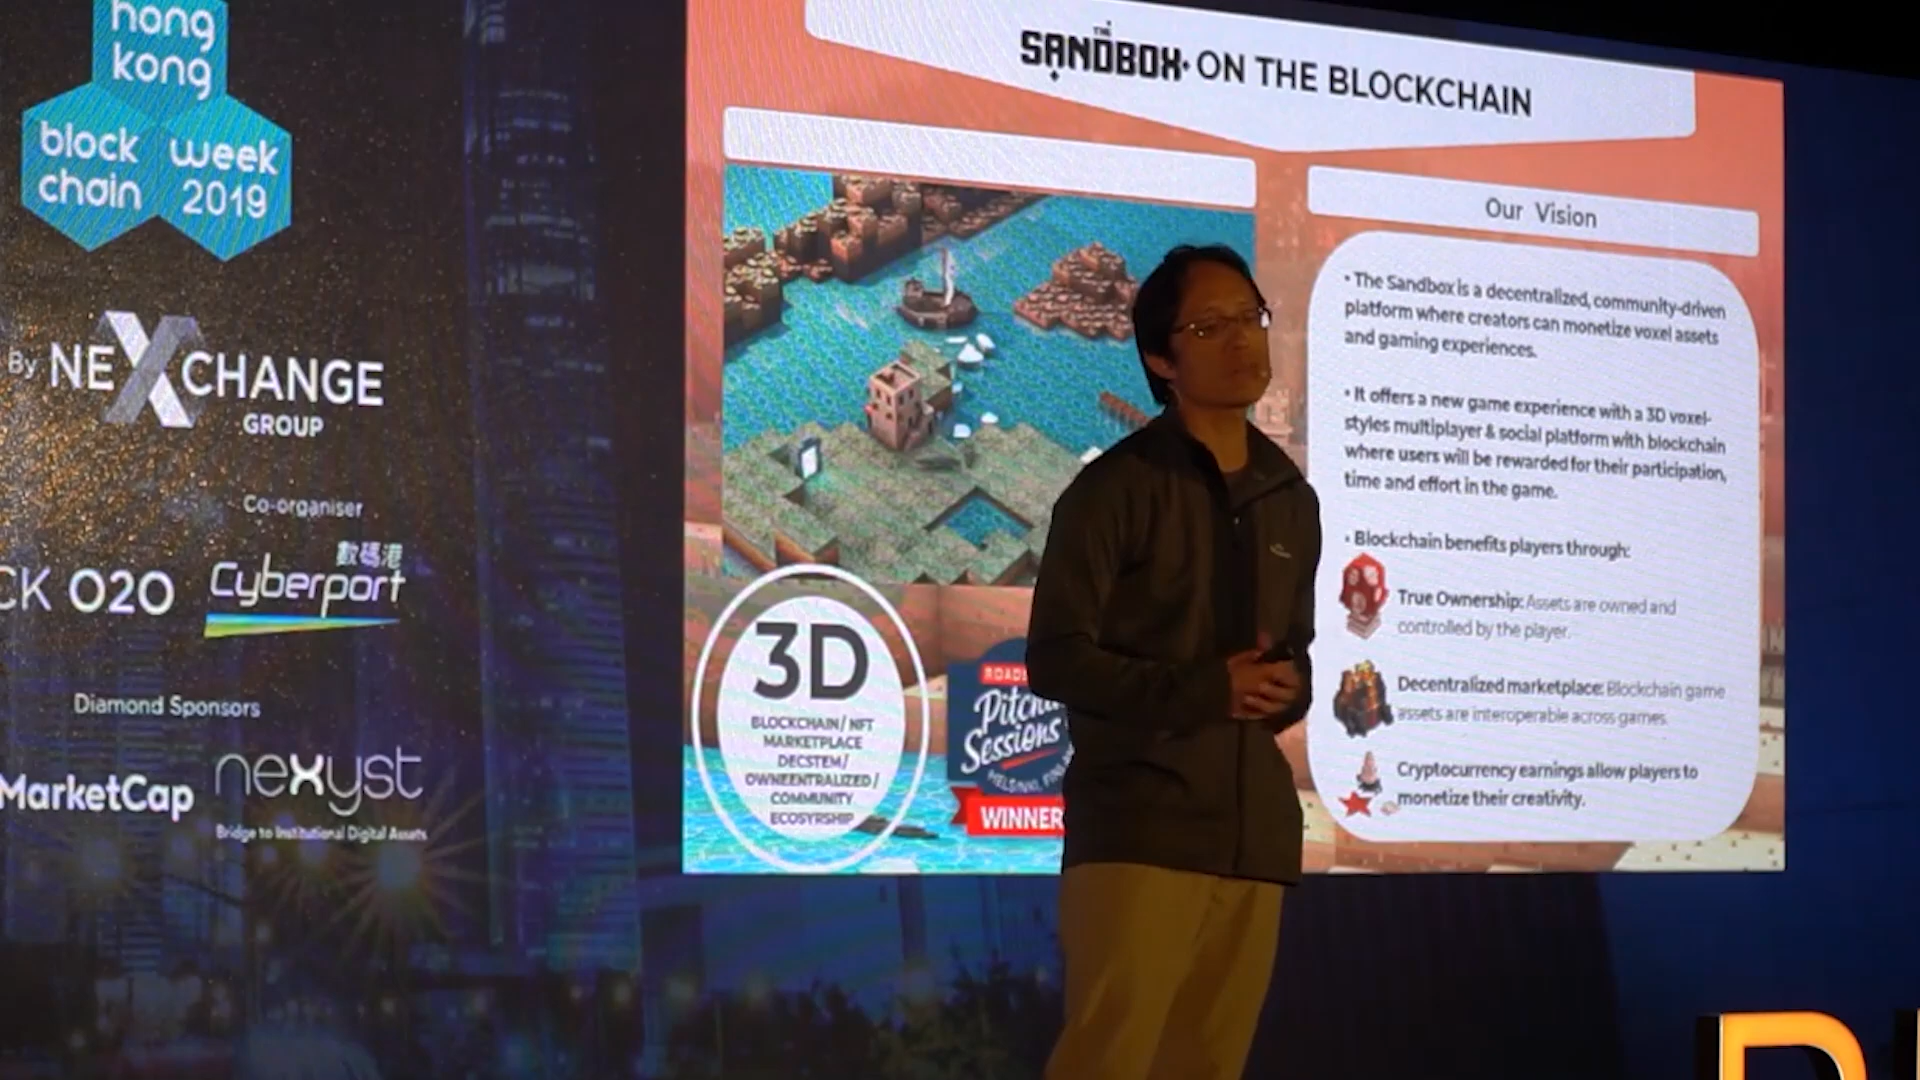 hong
kong
block
chain
week
2019
By NEXCHANGE
GROUP
Co-organiser
CK O2O
數碼港
Cyberport
Diamond Sponsors
MarketCap
nexyst
Bridge to Institutional Digital Assets
THE
SANDBOX ON THE BLOCKCHAIN
3D
BLOCKCHAIN/ NFT
MARKETPLACE
DECSTEM/
OWNEENTRALIZED/
COMMUNITY
ECOSYRSHIP
Sessions
WINNER
Our Vision
• The Sandbox is a decentralized, community-driven
platform where creators can monetize voxel assets
and gaming experiences.
• It offers a new game experience with a 3D voxel-
styles multiplayer & social platform with blockchain
where users will be rewarded for their participation,
time and effort in the game.
• Blockchain benefits players through:
True Ownership: Assets are owned and
controlled by the player.
Decentralized marketplace: Blockchain game
assets are interoperable across games.
Cryptocurrency earnings allow players to
monetize their creativity.